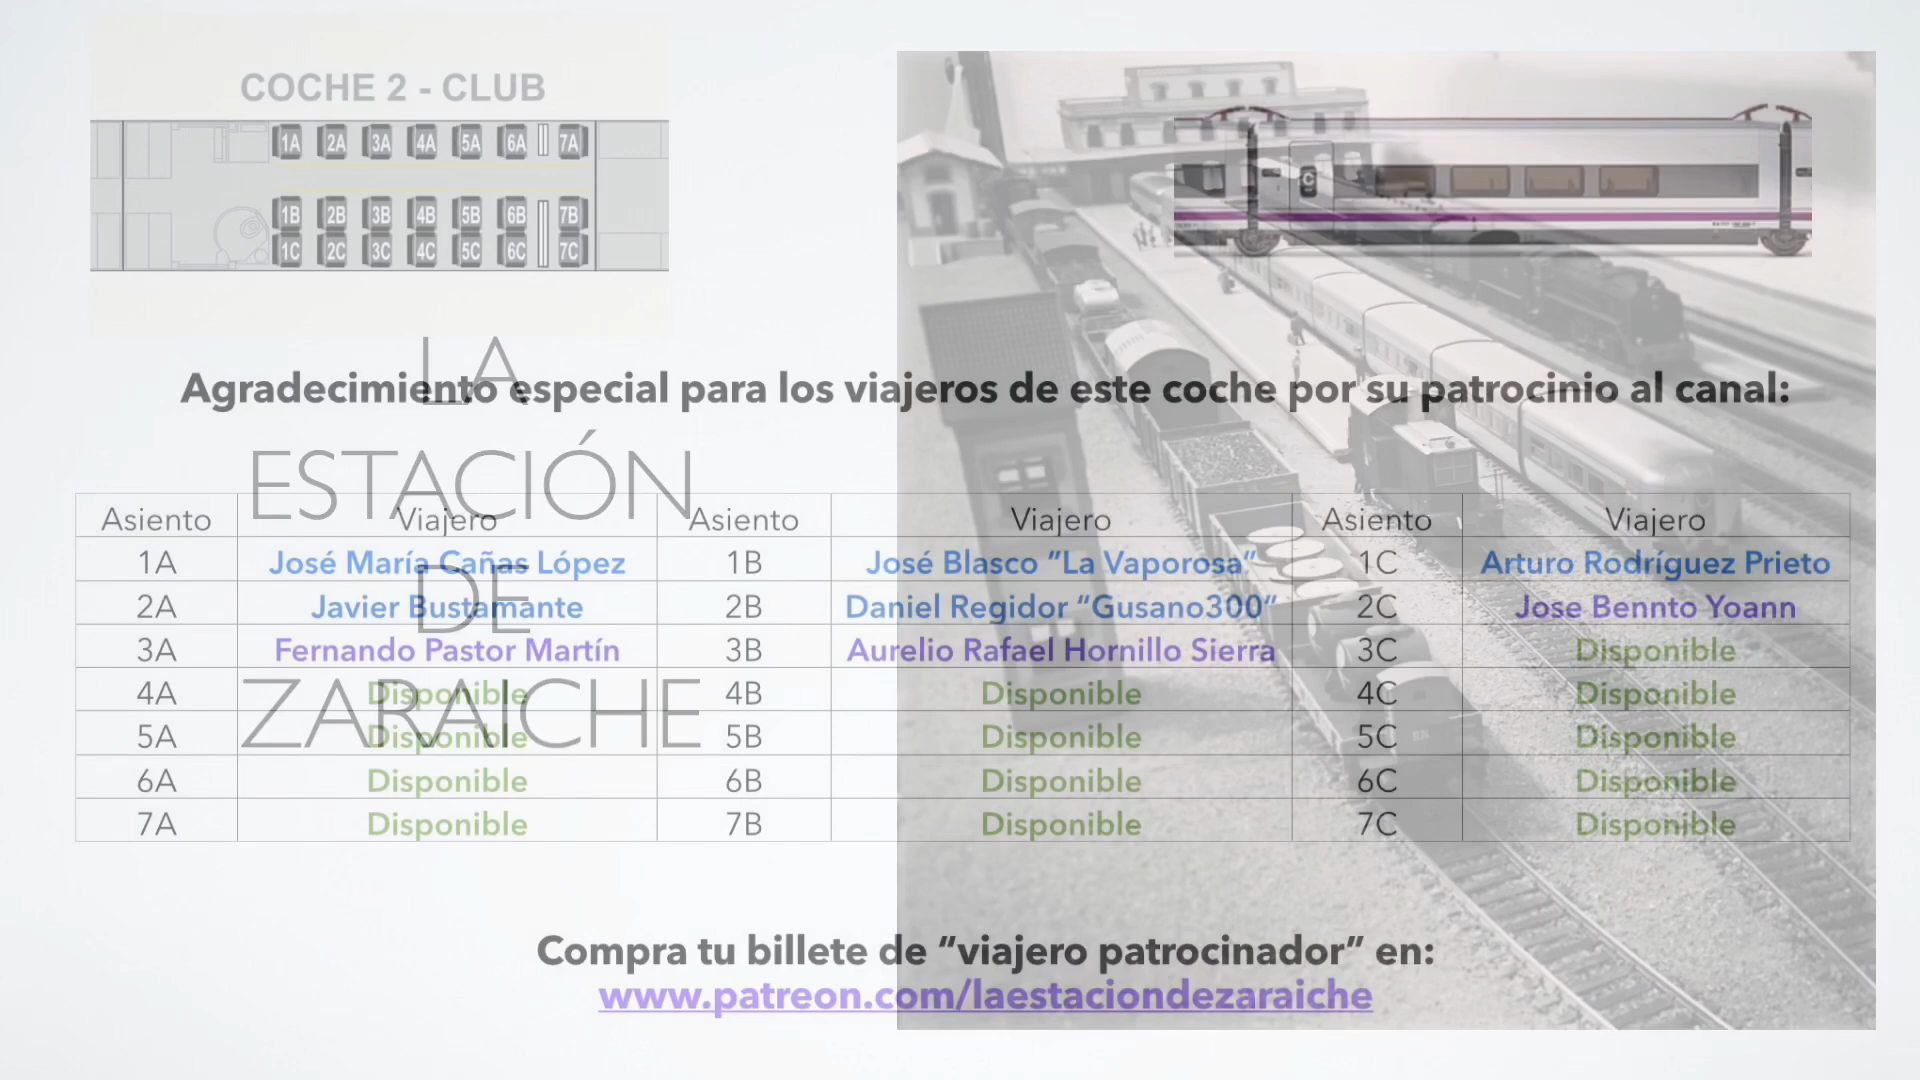 COCHE 2 - CLUB
1A 2A 3A 4A 5A 6A 7A
1B 2B 3B 4B 5B 6B 7B
1C 2C 3C 4C 5C 6C 7C
C
LA
ESTACIÓN
DE
ZARAICHE
Agradecimiento especial para los viajeros de este coche por su patrocinio al canal:
Asiento Viajero Asiento Viajero Asiento Viajero
1A José María Cañas López 1B José Blasco “La Vaporosa” 1C Arturo Rodríguez Prieto
2A Javier Bustamante 2B Daniel Regidor “Gusano300” 2C Jose Bennto Yoann
3A Fernando Pastor Martín 3B Aurelio Rafael Hornillo Sierra 3C Disponible
4A Disponible 4B Disponible 4C Disponible
5A Disponible 5B Disponible 5C Disponible
6A Disponible 6B Disponible 6C Disponible
7A Disponible 7B Disponible 7C Disponible
Compra tu billete de “viajero patrocinador” en:
www.patreon.com/laestaciondezaraiche